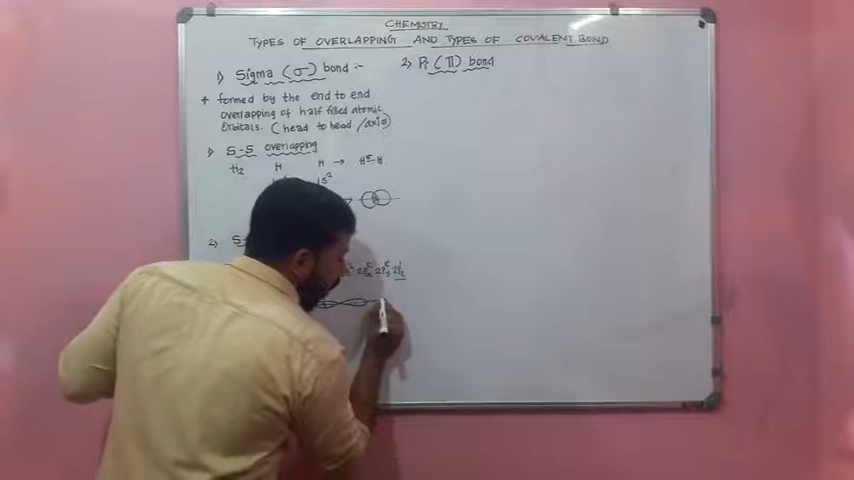 CHEMISTRY
TYPES OF OVERLAPPING AND TYPES OF COVALENT BOND
1) Sigma (σ) bond :-
* formed by the end to end
overlapping of half filled atomic
Orbitals. (head to head /axial)
1) S-S overlapping
H₂ H H → H-H
2)
2) Pi (π) bond